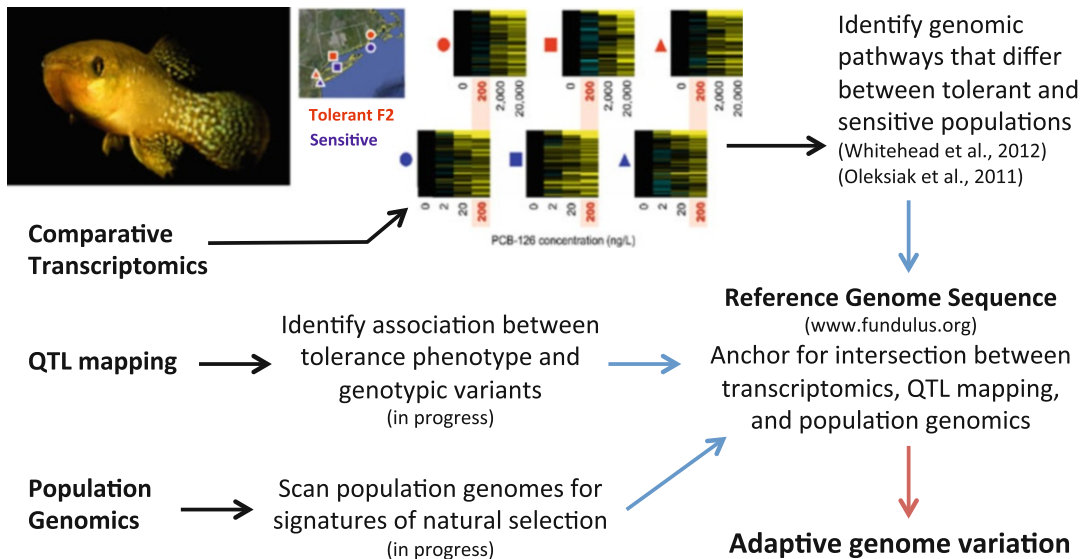 Tolerant F2
Sensitive
0
200
2,000
20,000
0
200
2,000
20,000
0
200
2,000
20,000
0
2
20
200
0
2
20
200
0
2
20
200
PCB-126 concentration (ng/L)
Identify genomic
pathways that differ
between tolerant and
sensitive populations
(Whitehead et al., 2012)
(Oleksiak et al., 2011)
Comparative
Transcriptomics
QTL mapping
Identify association between
tolerance phenotype and
genotypic variants
(in progress)
Reference Genome Sequence
(www.fundulus.org)
Anchor for intersection between
transcriptomics, QTL mapping,
and population genomics
Population
Genomics
Scan population genomes for
signatures of natural selection
(in progress)
Adaptive genome variation